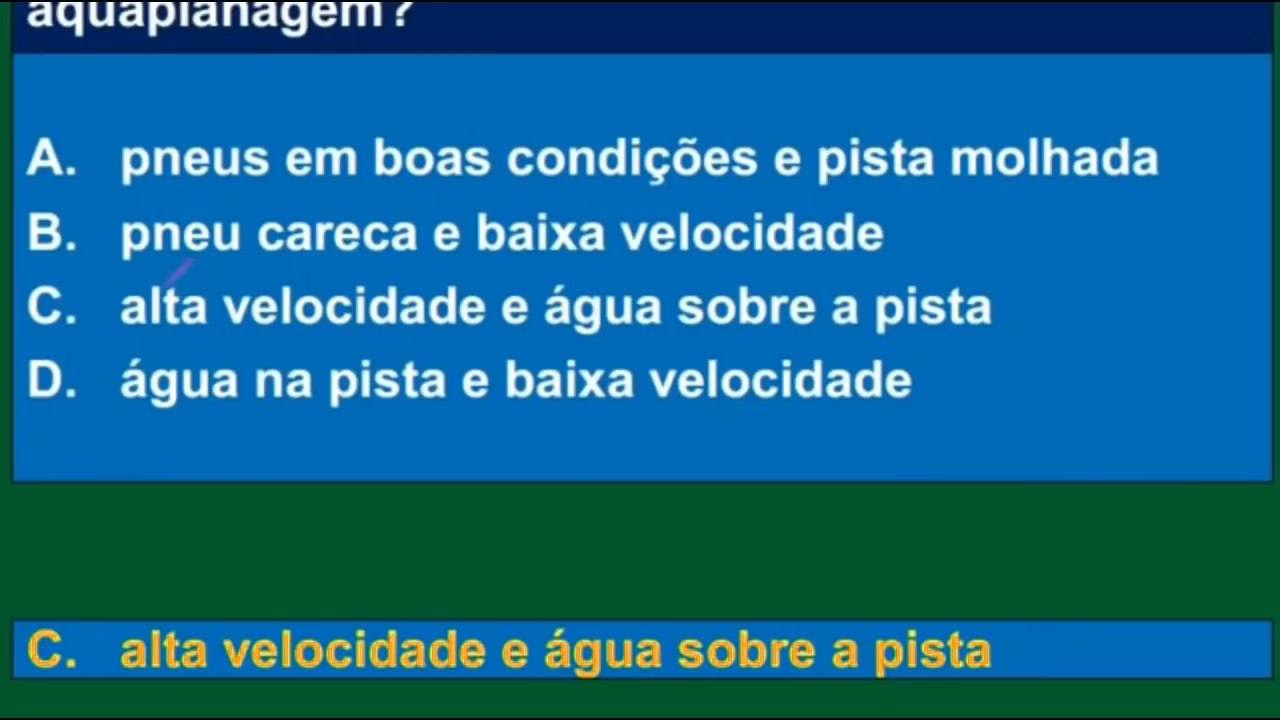 aquaplanagem?
A. pneus em boas condições e pista molhada
B. pneu careca e baixa velocidade
C. alta velocidade e água sobre a pista
D. água na pista e baixa velocidade
C. alta velocidade e água sobre a pista